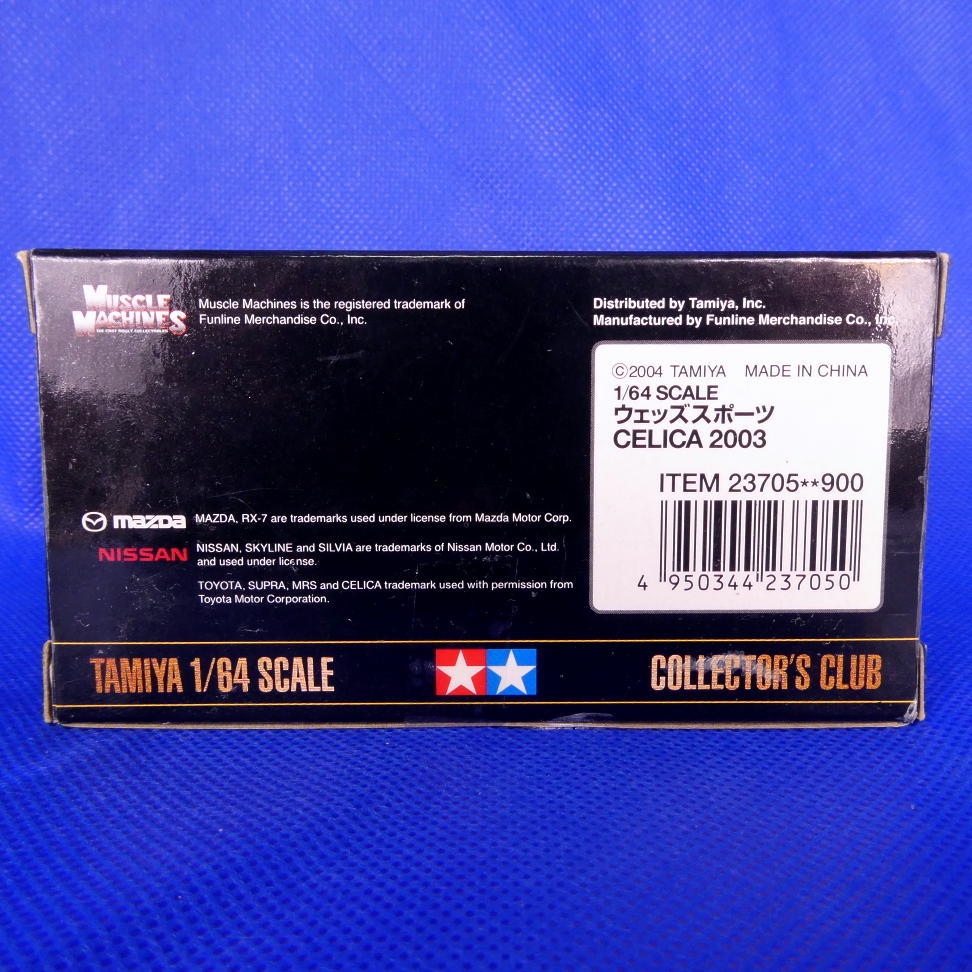 MUSCLE
MACHINES
DIE CAST ADULT COLLECTIBLES
Muscle Machines is the registered trademark of
Funline Merchandise Co., Inc.
Distributed by Tamiya, Inc.
Manufactured by Funline Merchandise Co., Inc.
©2004 TAMIYA MADE IN CHINA
1/64 SCALE
ウェッズスポーツ
CELICA 2003
ITEM 23705**900
4 950344 237050
mazda MAZDA, RX-7 are trademarks used under license from Mazda Motor Corp.
NISSAN NISSAN, SKYLINE and SILVIA are trademarks of Nissan Motor Co., Ltd.
and used under license.
TOYOTA, SUPRA, MRS and CELICA trademark used with permission from
Toyota Motor Corporation.
TAMIYA 1/64 SCALE COLLECTOR'S CLUB